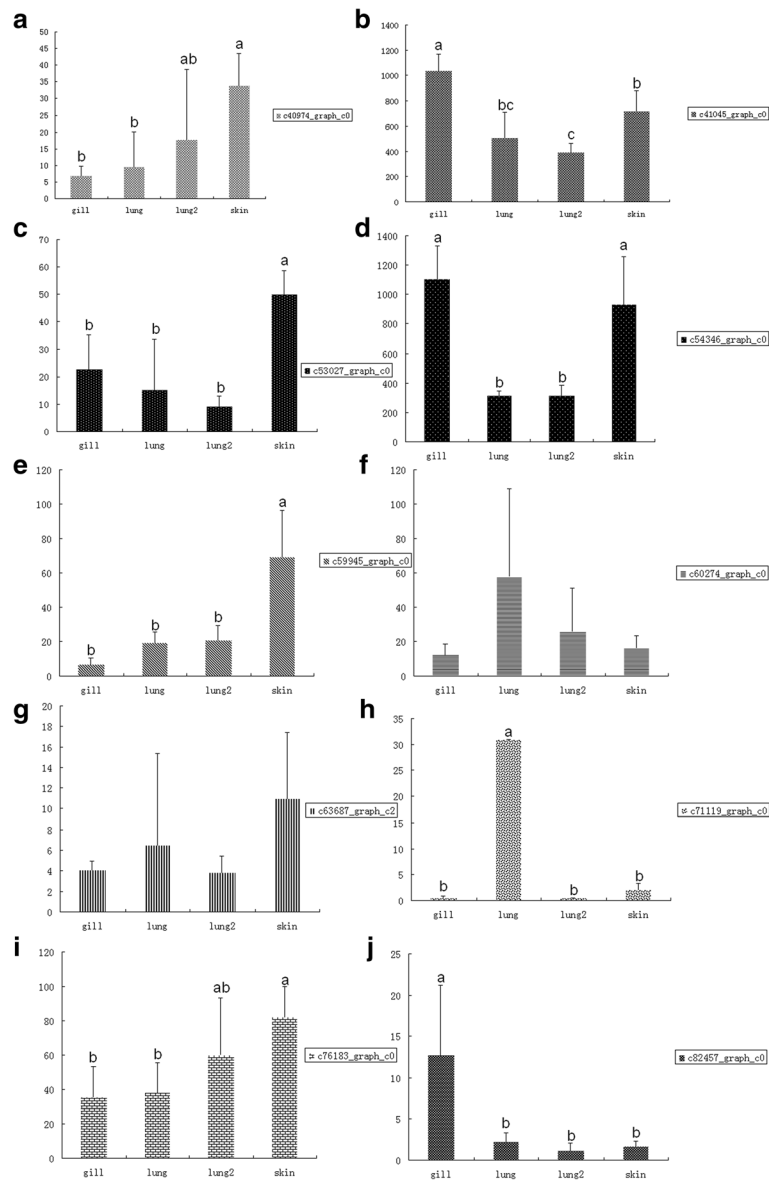 a
50
45
40
35
30
25
20
15
10
5
0
b
b
ab
a
gill lung lung2 skin
c40974_graph_c0
b
1400
1200
1000
800
600
400
200
0
a
bc
c
b
gill lung lung2 skin
c41045_graph_c0
c
70
60
50
40
30
20
10
0
b
b
b
a
gill lung lung2 skin
c53027_graph_c0
d
1400
1200
1000
800
600
400
200
0
a
b
b
a
gill lung lung2 skin
c54346_graph_c0
e
120
100
80
60
40
20
0
b
b
b
a
gill lung lung2 skin
c59945_graph_c0
f
120
100
80
60
40
20
0
gill lung lung2 skin
c60274_graph_c0
g
20
18
16
14
12
10
8
6
4
2
0
gill lung lung2 skin
c63687_graph_c2
h
35
30
25
20
15
10
5
0
b
a
b
b
gill lung lung2 skin
c71119_graph_c0
i
120
100
80
60
40
20
0
b
b
ab
a
gill lung lung2 skin
c76183_graph_c0
j
25
20
15
10
5
0
a
b
b
b
gill lung lung2 skin
c82457_graph_c0